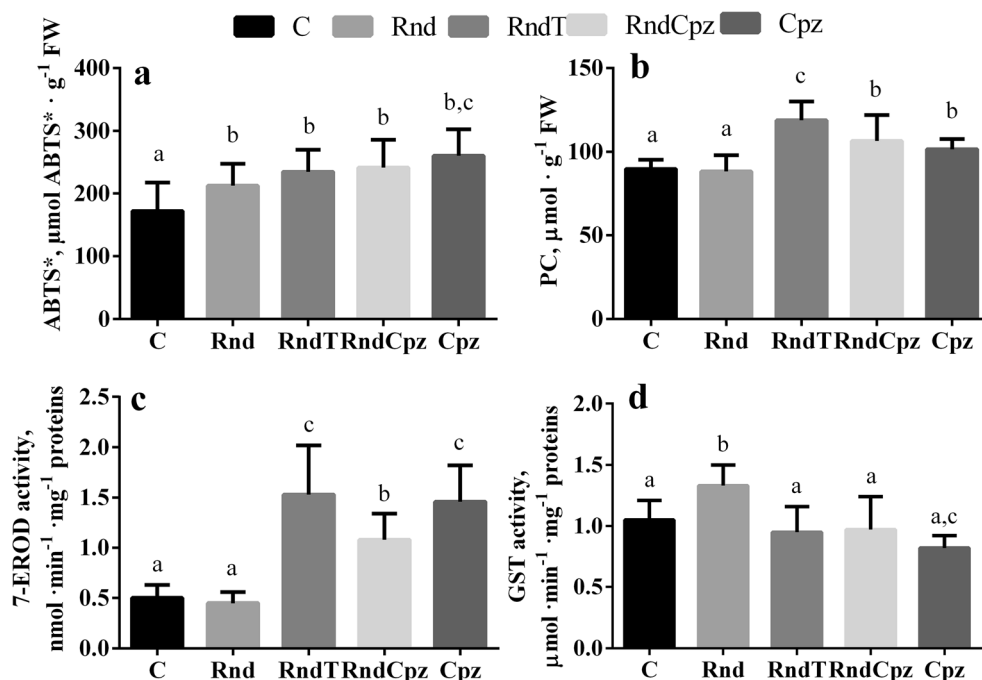 C Rnd RndT RndCpz Cpz
a
ABTS*, µmol ABTS* · g⁻¹ FW
400
300
200
100
0
a b b b b,c
C Rnd RndT RndCpz Cpz
b
PC, µmol · g⁻¹ FW
150
100
50
0
a a c b b
C Rnd RndT RndCpz Cpz
c
7-EROD activity,
nmol ·min⁻¹ ·mg⁻¹ proteins
2.5
2.0
1.5
1.0
0.5
0.0
a a c b c
C Rnd RndT RndCpz Cpz
d
GST activity,
µmol ·min⁻¹ ·mg⁻¹ proteins
2.0
1.5
1.0
0.5
0.0
a b a a a,c
C Rnd RndT RndCpz Cpz